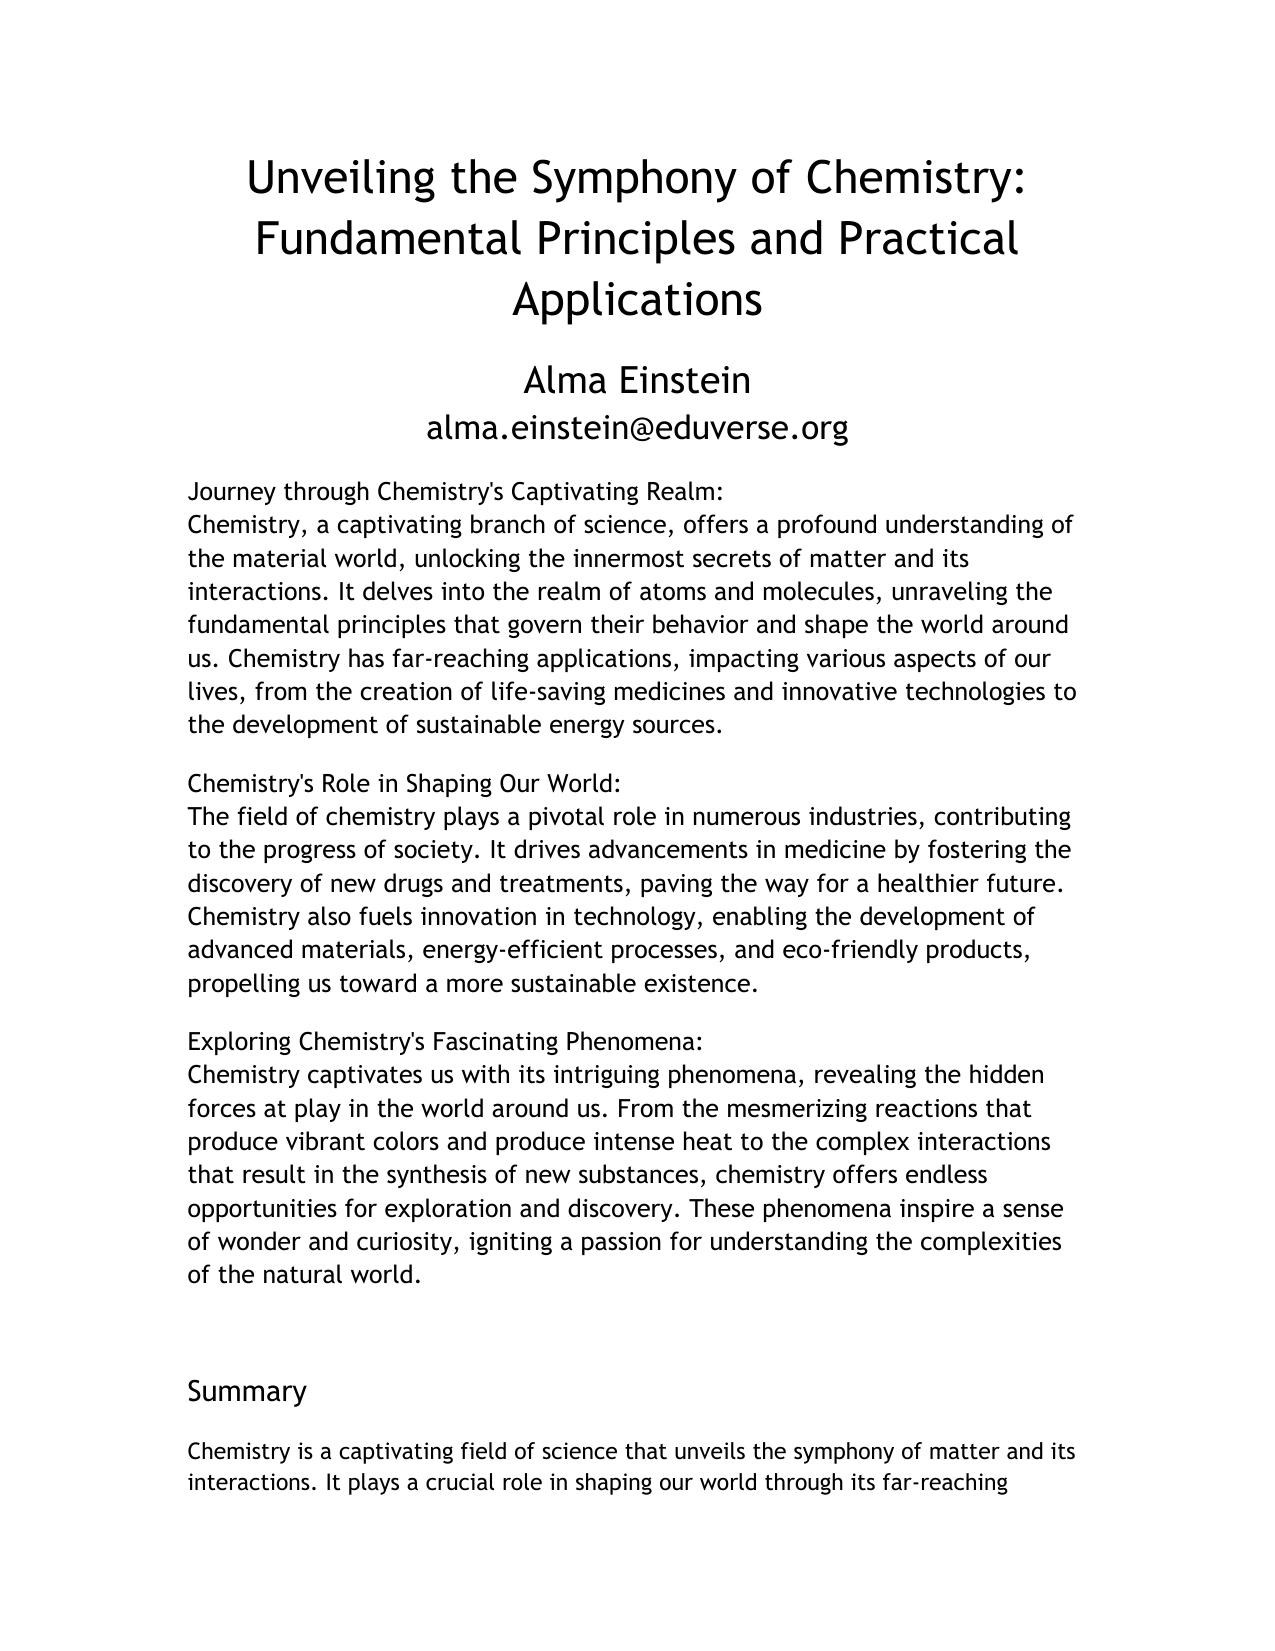 Unveiling the Symphony of Chemistry:
Fundamental Principles and Practical
Applications
Alma Einstein
alma.einstein@eduverse.org
Journey through Chemistry's Captivating Realm:
Chemistry, a captivating branch of science, offers a profound understanding of
the material world, unlocking the innermost secrets of matter and its
interactions. It delves into the realm of atoms and molecules, unraveling the
fundamental principles that govern their behavior and shape the world around
us. Chemistry has far-reaching applications, impacting various aspects of our
lives, from the creation of life-saving medicines and innovative technologies to
the development of sustainable energy sources.
Chemistry's Role in Shaping Our World:
The field of chemistry plays a pivotal role in numerous industries, contributing
to the progress of society. It drives advancements in medicine by fostering the
discovery of new drugs and treatments, paving the way for a healthier future.
Chemistry also fuels innovation in technology, enabling the development of
advanced materials, energy-efficient processes, and eco-friendly products,
propelling us toward a more sustainable existence.
Exploring Chemistry's Fascinating Phenomena:
Chemistry captivates us with its intriguing phenomena, revealing the hidden
forces at play in the world around us. From the mesmerizing reactions that
produce vibrant colors and produce intense heat to the complex interactions
that result in the synthesis of new substances, chemistry offers endless
opportunities for exploration and discovery. These phenomena inspire a sense
of wonder and curiosity, igniting a passion for understanding the complexities
of the natural world.
Summary
Chemistry is a captivating field of science that unveils the symphony of matter and its
interactions. It plays a crucial role in shaping our world through its far-reaching